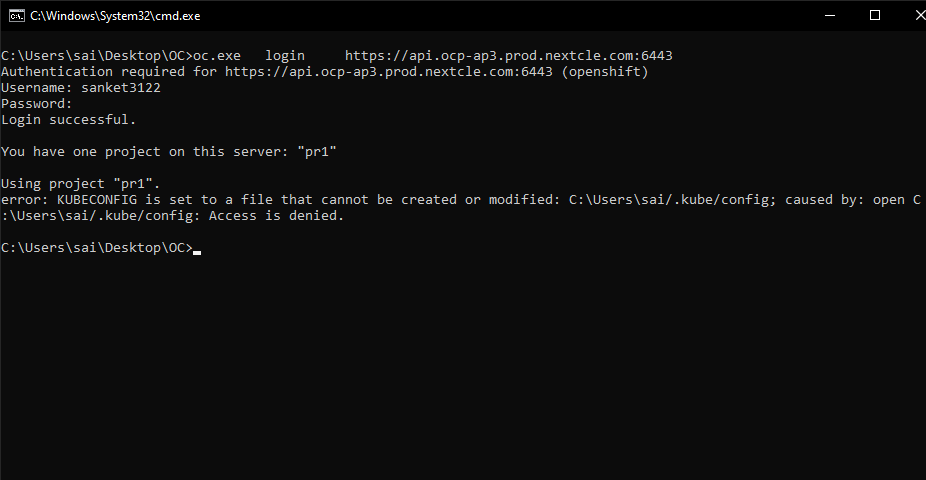 C:\Windows\System32\cmd.exe
C:\Users\sai\Desktop\OC>oc.exe   login     https://api.ocp-ap3.prod.nextcle.com:6443
Authentication required for https://api.ocp-ap3.prod.nextcle.com:6443 (openshift)
Username: sanket3122
Password:
Login successful.
You have one project on this server: "pr1"
Using project "pr1".
error: KUBECONFIG is set to a file that cannot be created or modified: C:\Users\sai/.kube/config; caused by: open C
:\Users\sai/.kube/config: Access is denied.
C:\Users\sai\Desktop\OC>